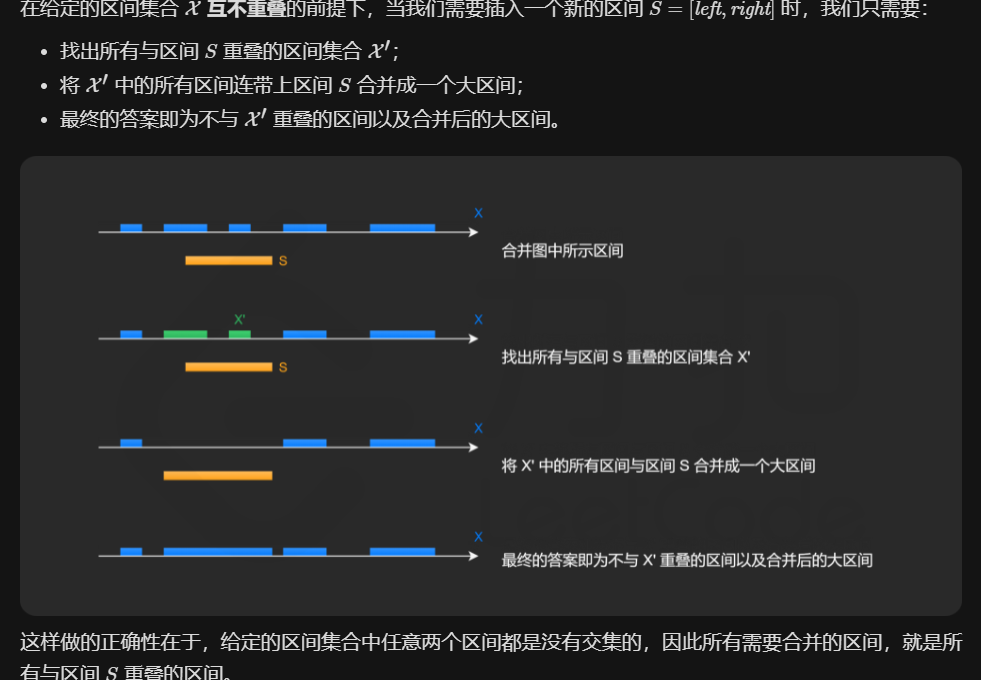 在给定的区间集合 𝒳 互不重叠的前提下，当我们需要插入一个新的区间 S = [left, right] 时，我们只需要：
• 找出所有与区间 S 重叠的区间集合 𝒳′；
• 将 𝒳′ 中的所有区间连带上区间 S 合并成一个大区间；
• 最终的答案即为不与 𝒳′ 重叠的区间以及合并后的大区间。
X
合并图中所示区间
S
X'
X
找出所有与区间 S 重叠的区间集合 X'
S
X
将 X' 中的所有区间与区间 S 合并成一个大区间
X
最终的答案即为不与 X' 重叠的区间以及合并后的大区间
这样做的正确性在于，给定的区间集合中任意两个区间都是没有交集的，因此所有需要合并的区间，就是所
有与区间 S 重叠的区间。